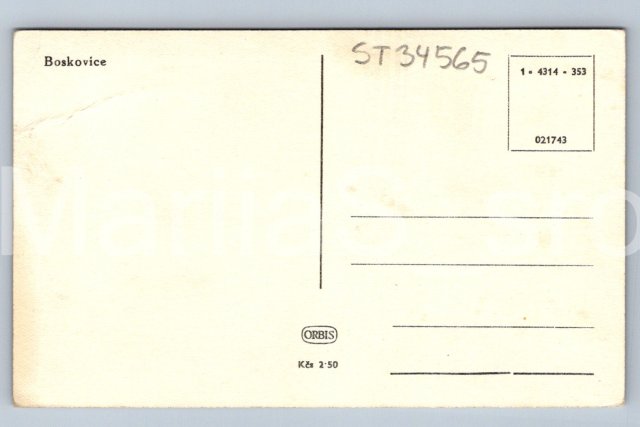 Boskovice
ST34565
1 • 4314 • 353
021743
ORBIS
Kčs 2·50